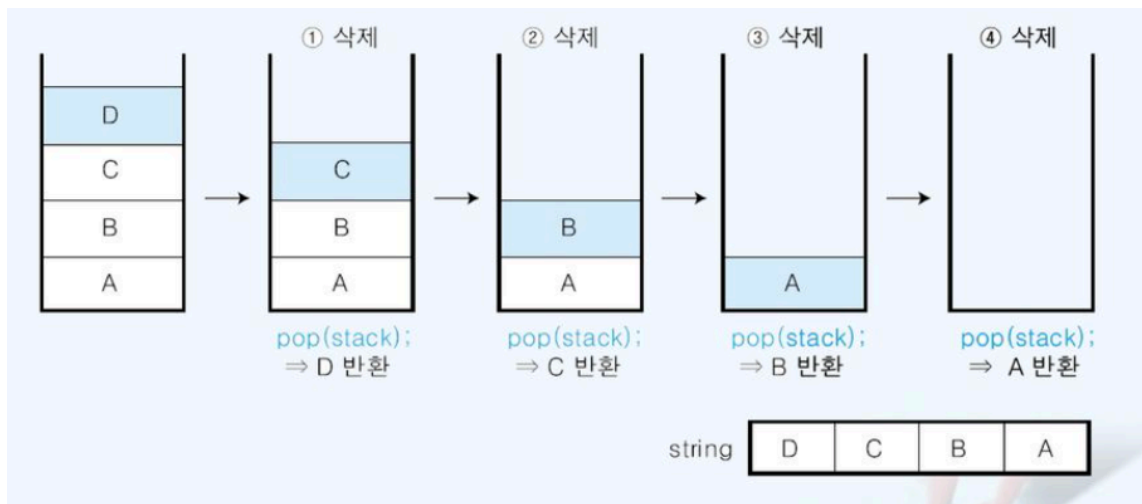 ① 삭제 ② 삭제 ③ 삭제 ④ 삭제
D
C C
B B B
A A A A
pop(stack); pop(stack); pop(stack); pop(stack);
⇒ D 반환 ⇒ C 반환 ⇒ B 반환 ⇒ A 반환
string D C B A